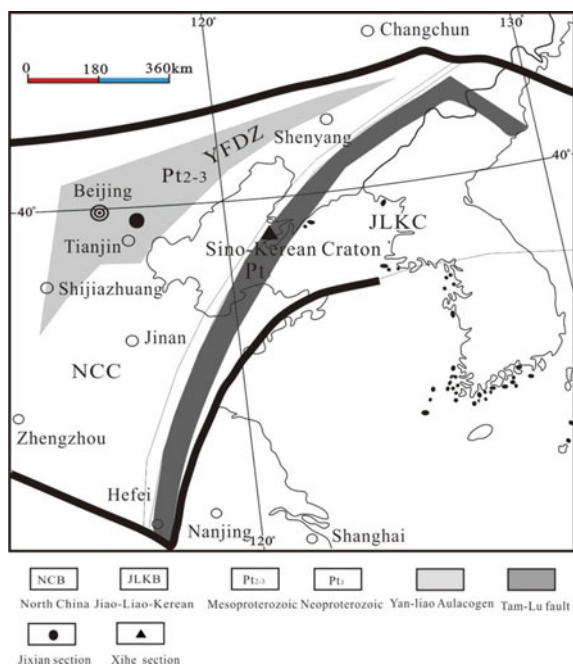 120°
130°
Changchun
0 180 360km
Shenyang
YFDZ
40°
Pt2-3
Beijing
40°
JLKC
Tianjin
Sino-Kerean Craton
Pt
Shijiazhuang
Jinan
NCC
Zhengzhou
Hefei
Nanjing
120°
Shanghai
NCB JLKB Pt2-3 Pt3
North China Jiao-Liao-Kerean Mesoproterozoic Neoproterozoic Yan-liao Aulacogen Tam-Lu fault
Jixian section Xihe section